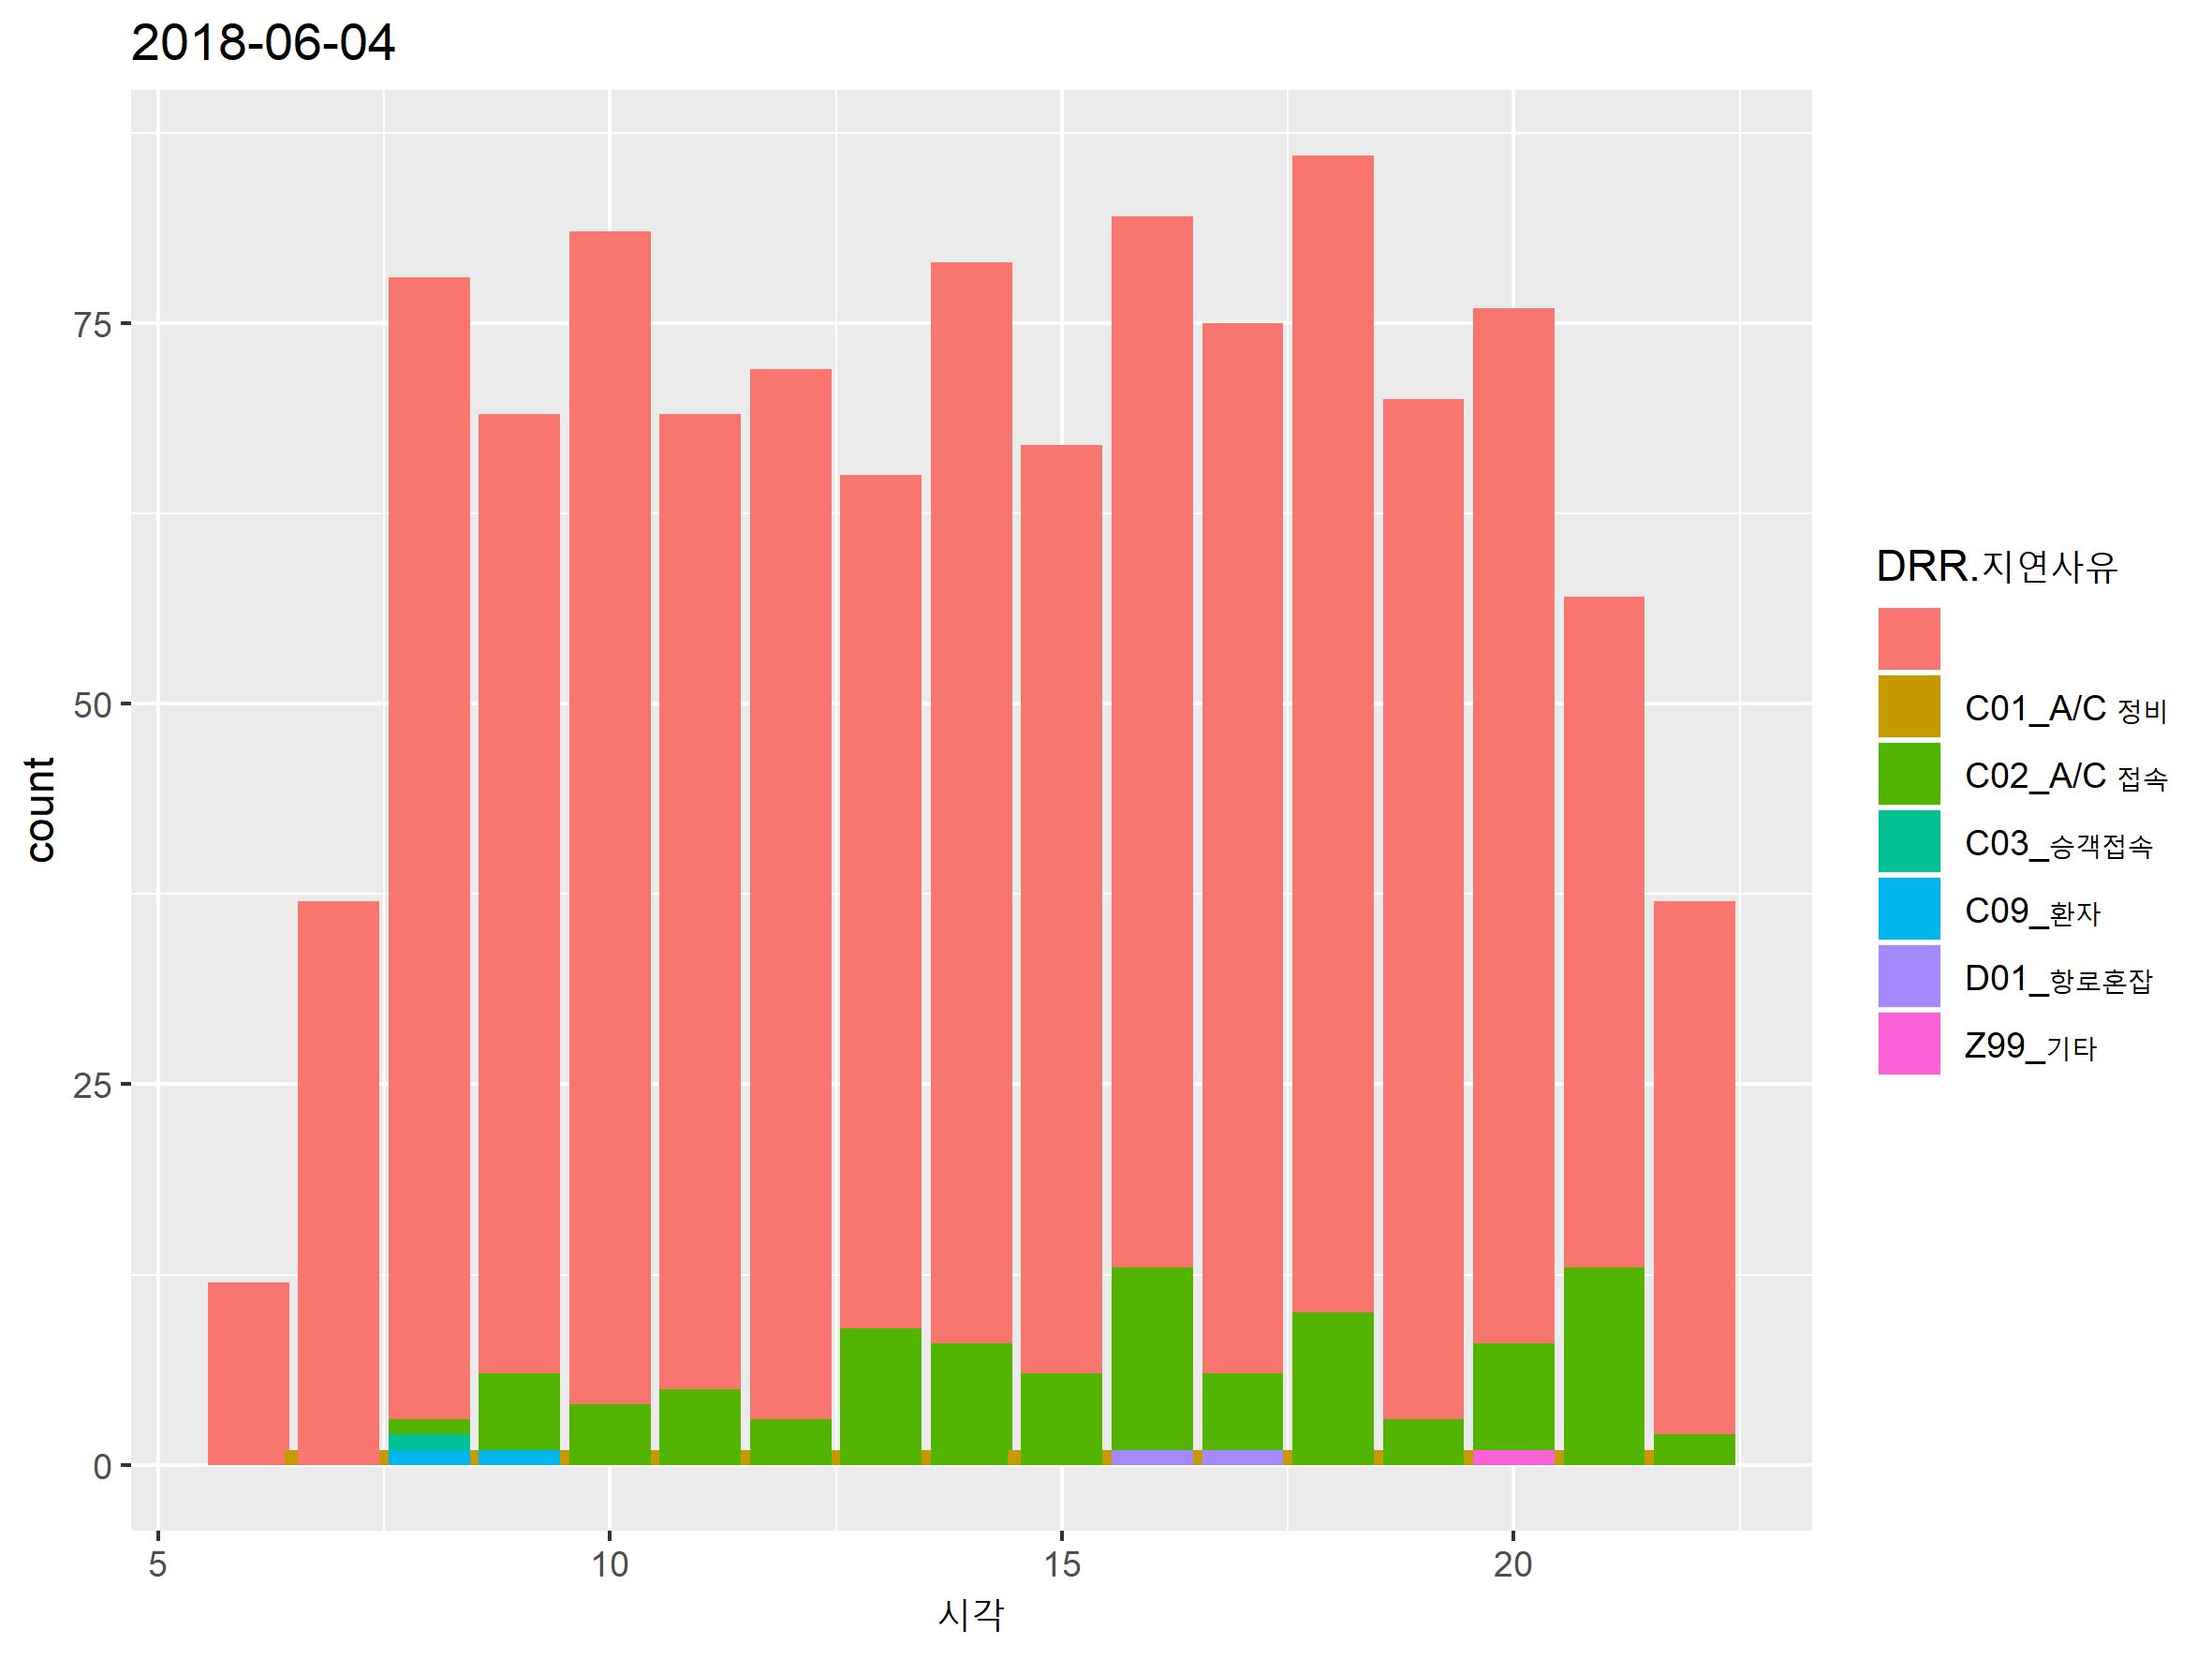 2018-06-04
75
50
25
0
count
5 10 15 20
시각
DRR.지연사유
C01_A/C 정비
C02_A/C 접속
C03_승객접속
C09_환자
D01_항로혼잡
Z99_기타